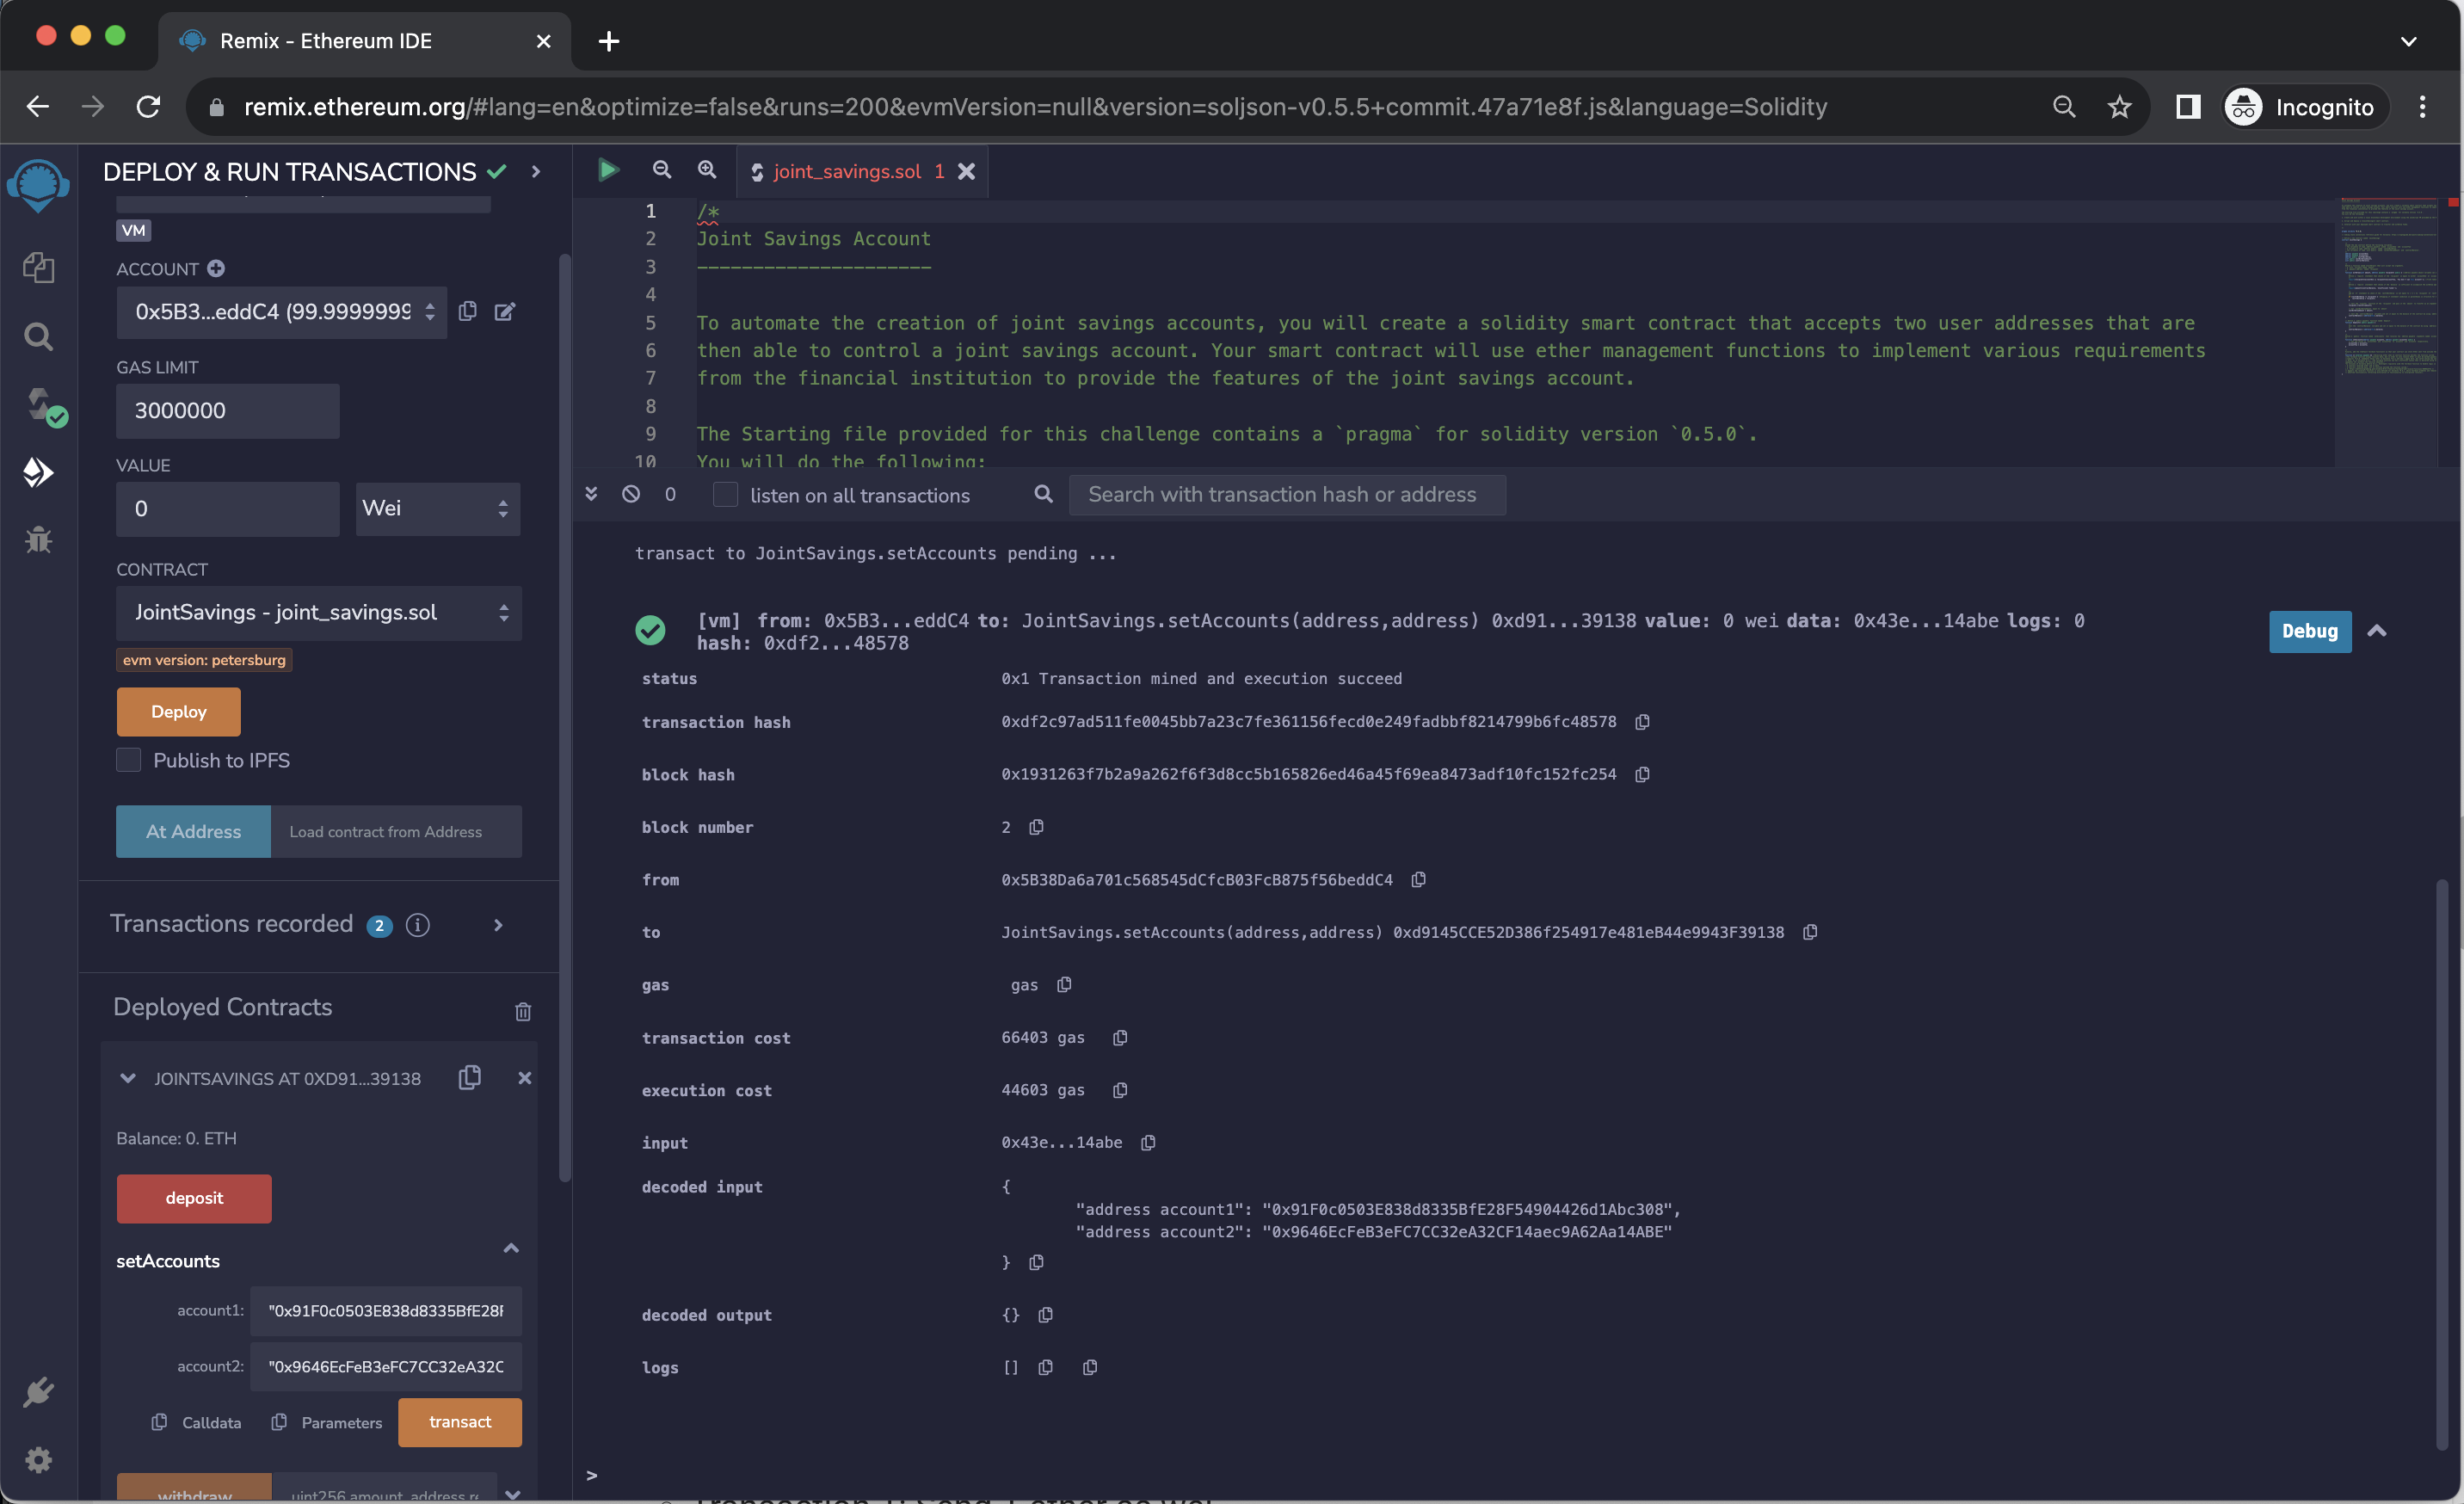 Remix - Ethereum IDE
remix.ethereum.org/#lang=en&optimize=false&runs=200&evmVersion=null&version=soljson-v0.5.5+commit.47a71e8f.js&language=Solidity
Incognito
DEPLOY & RUN TRANSACTIONS
VM
ACCOUNT
0x5B3...eddC4 (99.9999999
GAS LIMIT
3000000
VALUE
0
Wei
CONTRACT
JointSavings - joint_savings.sol
evm version: petersburg
Deploy
Publish to IPFS
At Address
Load contract from Address
Transactions recorded 2 i
Deployed Contracts
JOINTSAVINGS AT 0XD91...39138
Balance: 0. ETH
deposit
setAccounts
account1: "0x91F0c0503E838d8335BfE28F
account2: "0x9646EcFeB3eFC7CC32eA32C
Calldata
Parameters
transact
withdraw
uint256 amount, address re
joint_savings.sol 1
1 /*
2 Joint Savings Account
3 ---------------------
4
5 To automate the creation of joint savings accounts, you will create a solidity smart contract that accepts two user addresses that are
6 then able to control a joint savings account. Your smart contract will use ether management functions to implement various requirements
7 from the financial institution to provide the features of the joint savings account.
8
9 The Starting file provided for this challenge contains a `pragma` for solidity version `0.5.0`.
10 You will do the following:
0
listen on all transactions
Search with transaction hash or address
transact to JointSavings.setAccounts pending ...
[vm] from: 0x5B3...eddC4 to: JointSavings.setAccounts(address,address) 0xd91...39138 value: 0 wei data: 0x43e...14abe logs: 0
hash: 0xdf2...48578
Debug
status 0x1 Transaction mined and execution succeed
transaction hash 0xdf2c97ad511fe0045bb7a23c7fe361156fecd0e249fadbbf8214799b6fc48578
block hash 0x1931263f7b2a9a262f6f3d8cc5b165826ed46a45f69ea8473adf10fc152fc254
block number 2
from 0x5B38Da6a701c568545dCfcB03FcB875f56beddC4
to JointSavings.setAccounts(address,address) 0xd9145CCE52D386f254917e481eB44e9943F39138
gas gas
transaction cost 66403 gas
execution cost 44603 gas
input 0x43e...14abe
decoded input {
"address account1": "0x91F0c0503E838d8335BfE28F54904426d1Abc308",
"address account2": "0x9646EcFeB3eFC7CC32eA32CF14aec9A62Aa14ABE"
}
decoded output {}
logs []
>